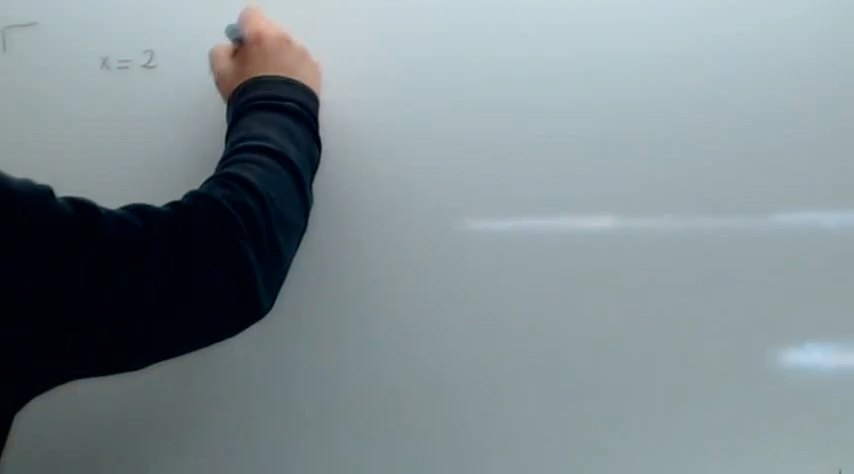 x = 2